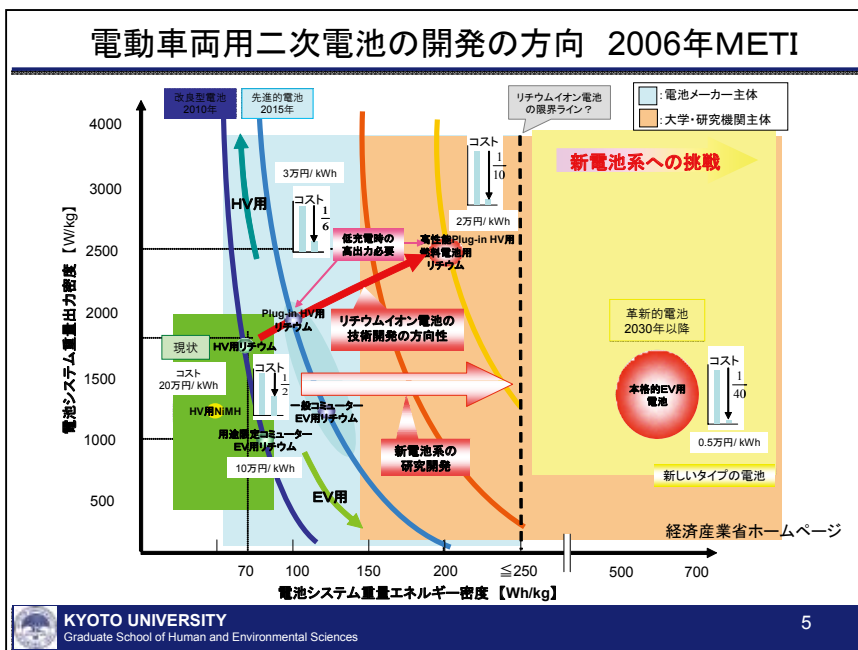 電動車両用二次電池の開発の方向 2006年METI
改良型電池
2010年
先進的電池
2015年
リチウムイオン電池
の限界ライン？
:電池メーカー主体
:大学・研究機関主体
電池システム重量出力密度 【W/kg】
4000
3000
2500
2000
1500
1000
500
3万円/ kWh
コスト
1
6
HV用
低充電時の
高出力必要
コスト
1
10
2万円/ kWh
高性能Plug-in HV用
燃料電池用
リチウム
新電池系への挑戦
Plug-in HV用
リチウム
リチウムイオン電池の
技術開発の方向性
現状
HV用リチウム
コスト
20万円/ kWh
コスト
1
2
HV用NiMH
一般コミューター
EV用リチウム
用途限定コミューター
EV用リチウム
10万円/ kWh
EV用
新電池系の
研究開発
革新的電池
2030年以降
本格的EV用
電池
コスト
1
40
0.5万円/ kWh
新しいタイプの電池
経済産業省ホームページ
70
100
150
200
≦250
500
700
電池システム重量エネルギー密度 【Wh/kg】
KYOTO UNIVERSITY
Graduate School of Human and Environmental Sciences
5